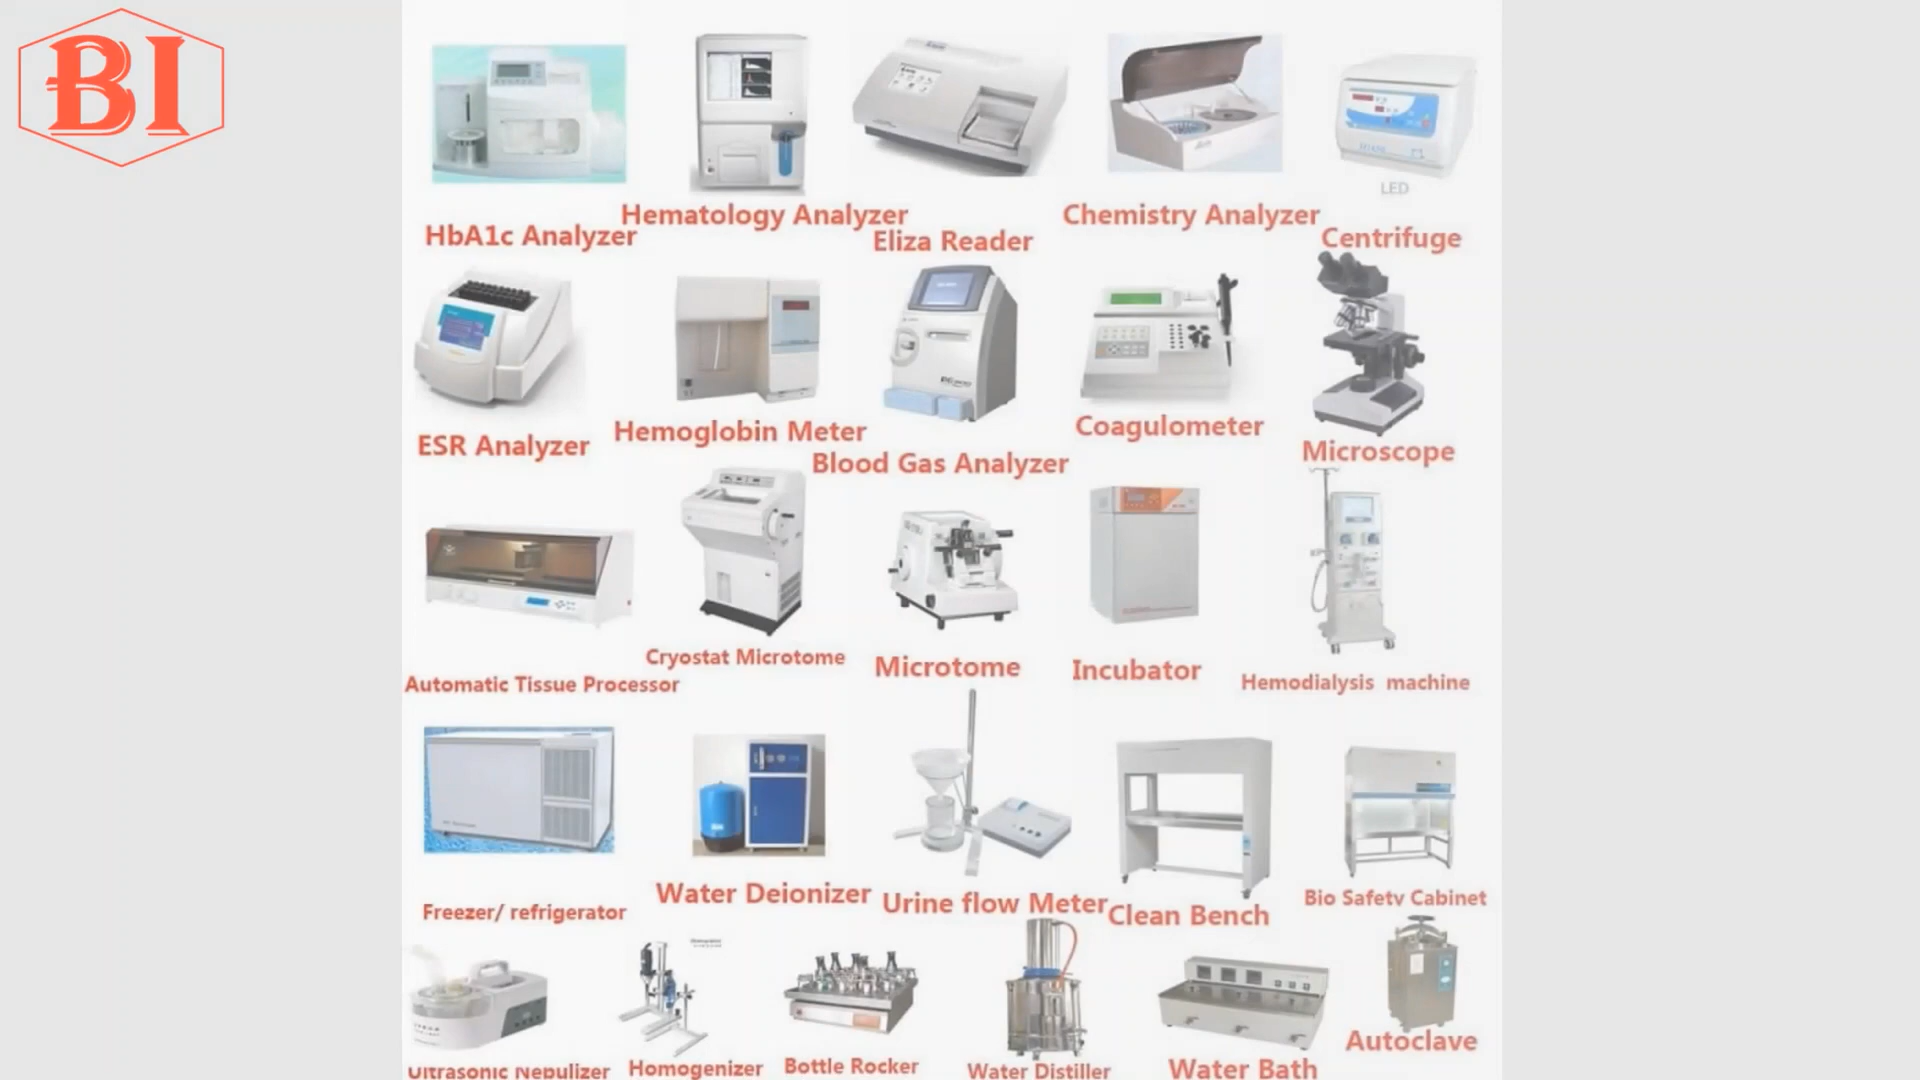 BI
LED
HbA1c Analyzer
Hematology Analyzer
Eliza Reader
Chemistry Analyzer
Centrifuge
ESR Analyzer
Hemoglobin Meter
Blood Gas Analyzer
Coagulometer
Microscope
Automatic Tissue Processor
Cryostat Microtome
Microtome
Incubator
Hemodialysis machine
Freezer/ refrigerator
Water Deionizer
Urine flow Meter
Clean Bench
Bio Safety Cabinet
Ultrasonic Nebulizer
Homogenizer
Bottle Rocker
Water Distiller
Water Bath
Autoclave